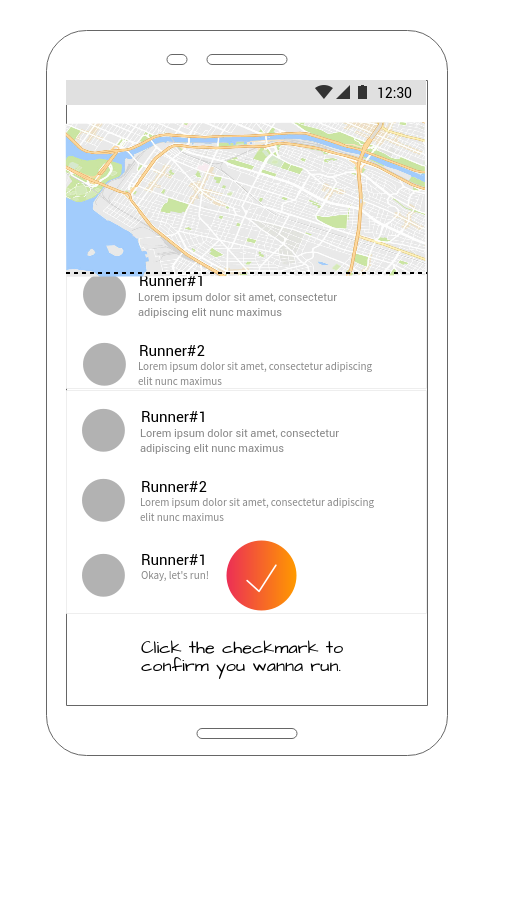 12:30
Runner#1
Lorem ipsum dolor sit amet, consectetur
adipiscing elit nunc maximus
Runner#2
Lorem ipsum dolor sit amet, consectetur adipiscing
elit nunc maximus
Runner#1
Lorem ipsum dolor sit amet, consectetur
adipiscing elit nunc maximus
Runner#2
Lorem ipsum dolor sit amet, consectetur adipiscing
elit nunc maximus
Runner#1
Okay, let's run!
Click the checkmark to
confirm you wanna run.